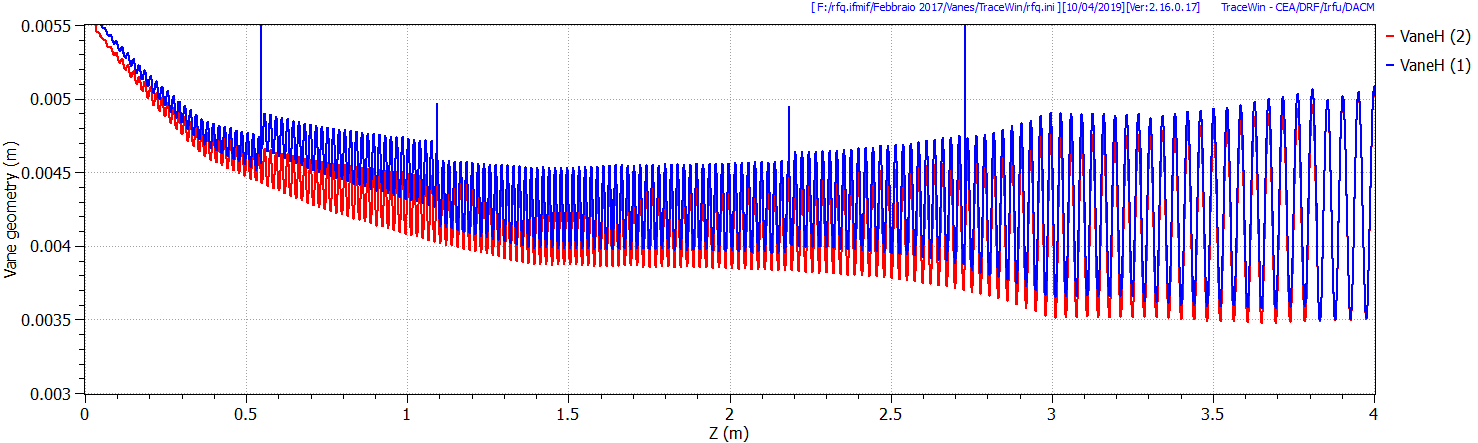 [ F:/rfq.ifmif/Febbraio 2017/Vanes/TraceWin/rfq.ini ][10/04/2019][Ver:2.16.0.17] TraceWin - CEA/DRF/Irfu/DACM
VaneH (2)
VaneH (1)
Vane geometry (m)
0.0055
0.005
0.0045
0.004
0.0035
0.003
0 0.5 1 1.5 2 2.5 3 3.5 4
Z (m)